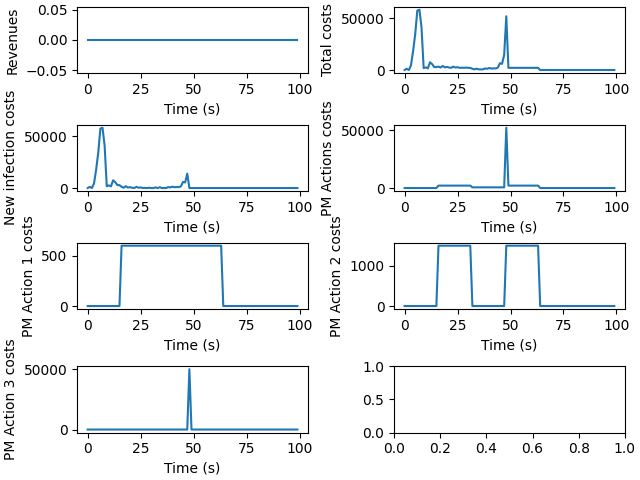 Revenues
0.05
0.00
−0.05
0 25 50 75 100
Time (s)
Total costs
50000
0
0 25 50 75 100
Time (s)
New infection costs
50000
0
0 25 50 75 100
Time (s)
PM Actions costs
50000
0
0 25 50 75 100
Time (s)
PM Action 1 costs
500
0
0 25 50 75 100
Time (s)
PM Action 2 costs
1000
0
0 25 50 75 100
Time (s)
PM Action 3 costs
50000
0
0 25 50 75 100
Time (s)
1.0
0.5
0.0
0.0 0.2 0.4 0.6 0.8 1.0